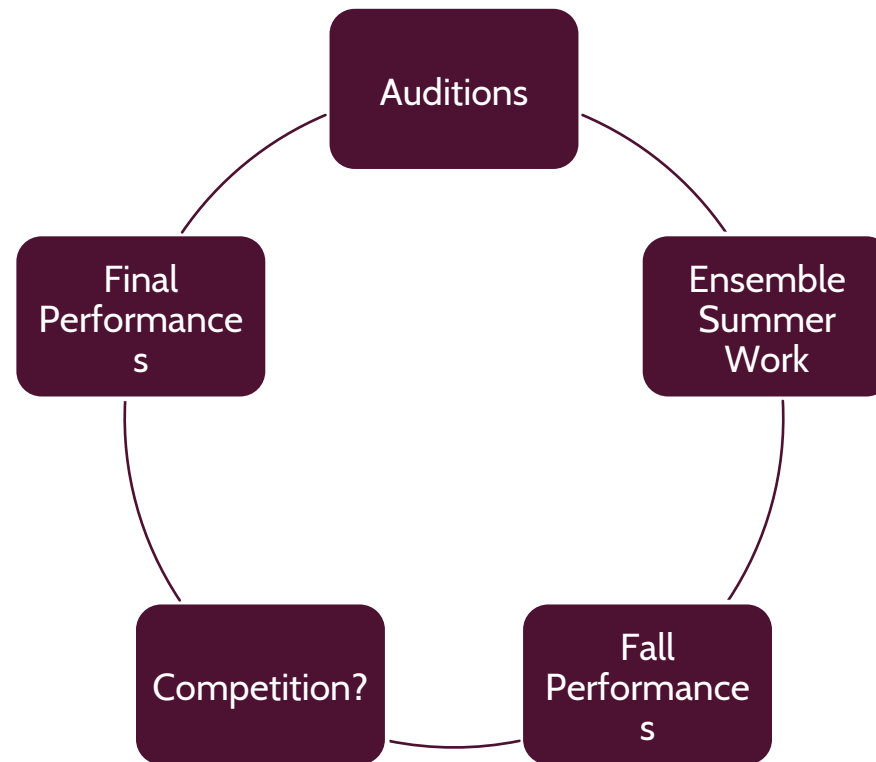 Auditions
Ensemble
Summer
Work
Fall
Performance
s
Competition?
Final
Performance
s